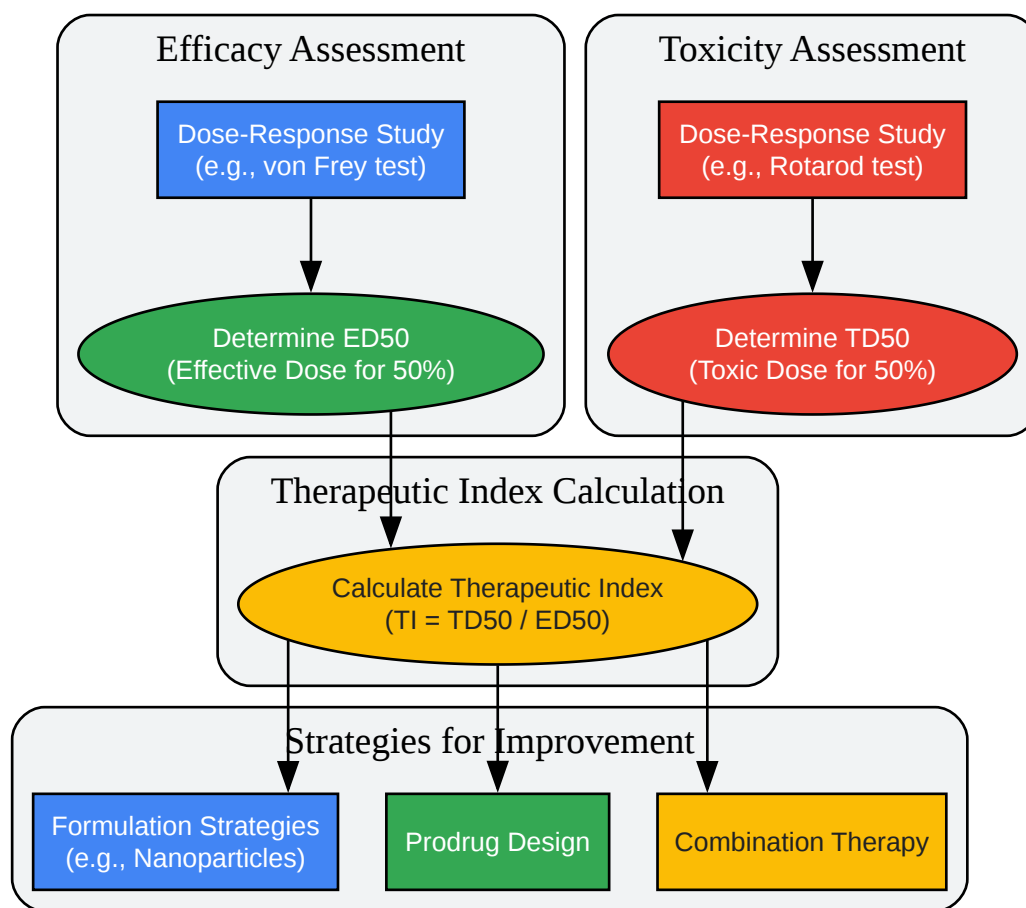 Efficacy Assessment
Dose-Response Study
(e.g., von Frey test)
Determine ED50
(Effective Dose for 50%)
Toxicity Assessment
Dose-Response Study
(e.g., Rotarod test)
Determine TD50
(Toxic Dose for 50%)
Therapeutic Index Calculation
Calculate Therapeutic Index
(TI = TD50 / ED50)
Strategies for Improvement
Formulation Strategies
(e.g., Nanoparticles)
Prodrug Design
Combination Therapy